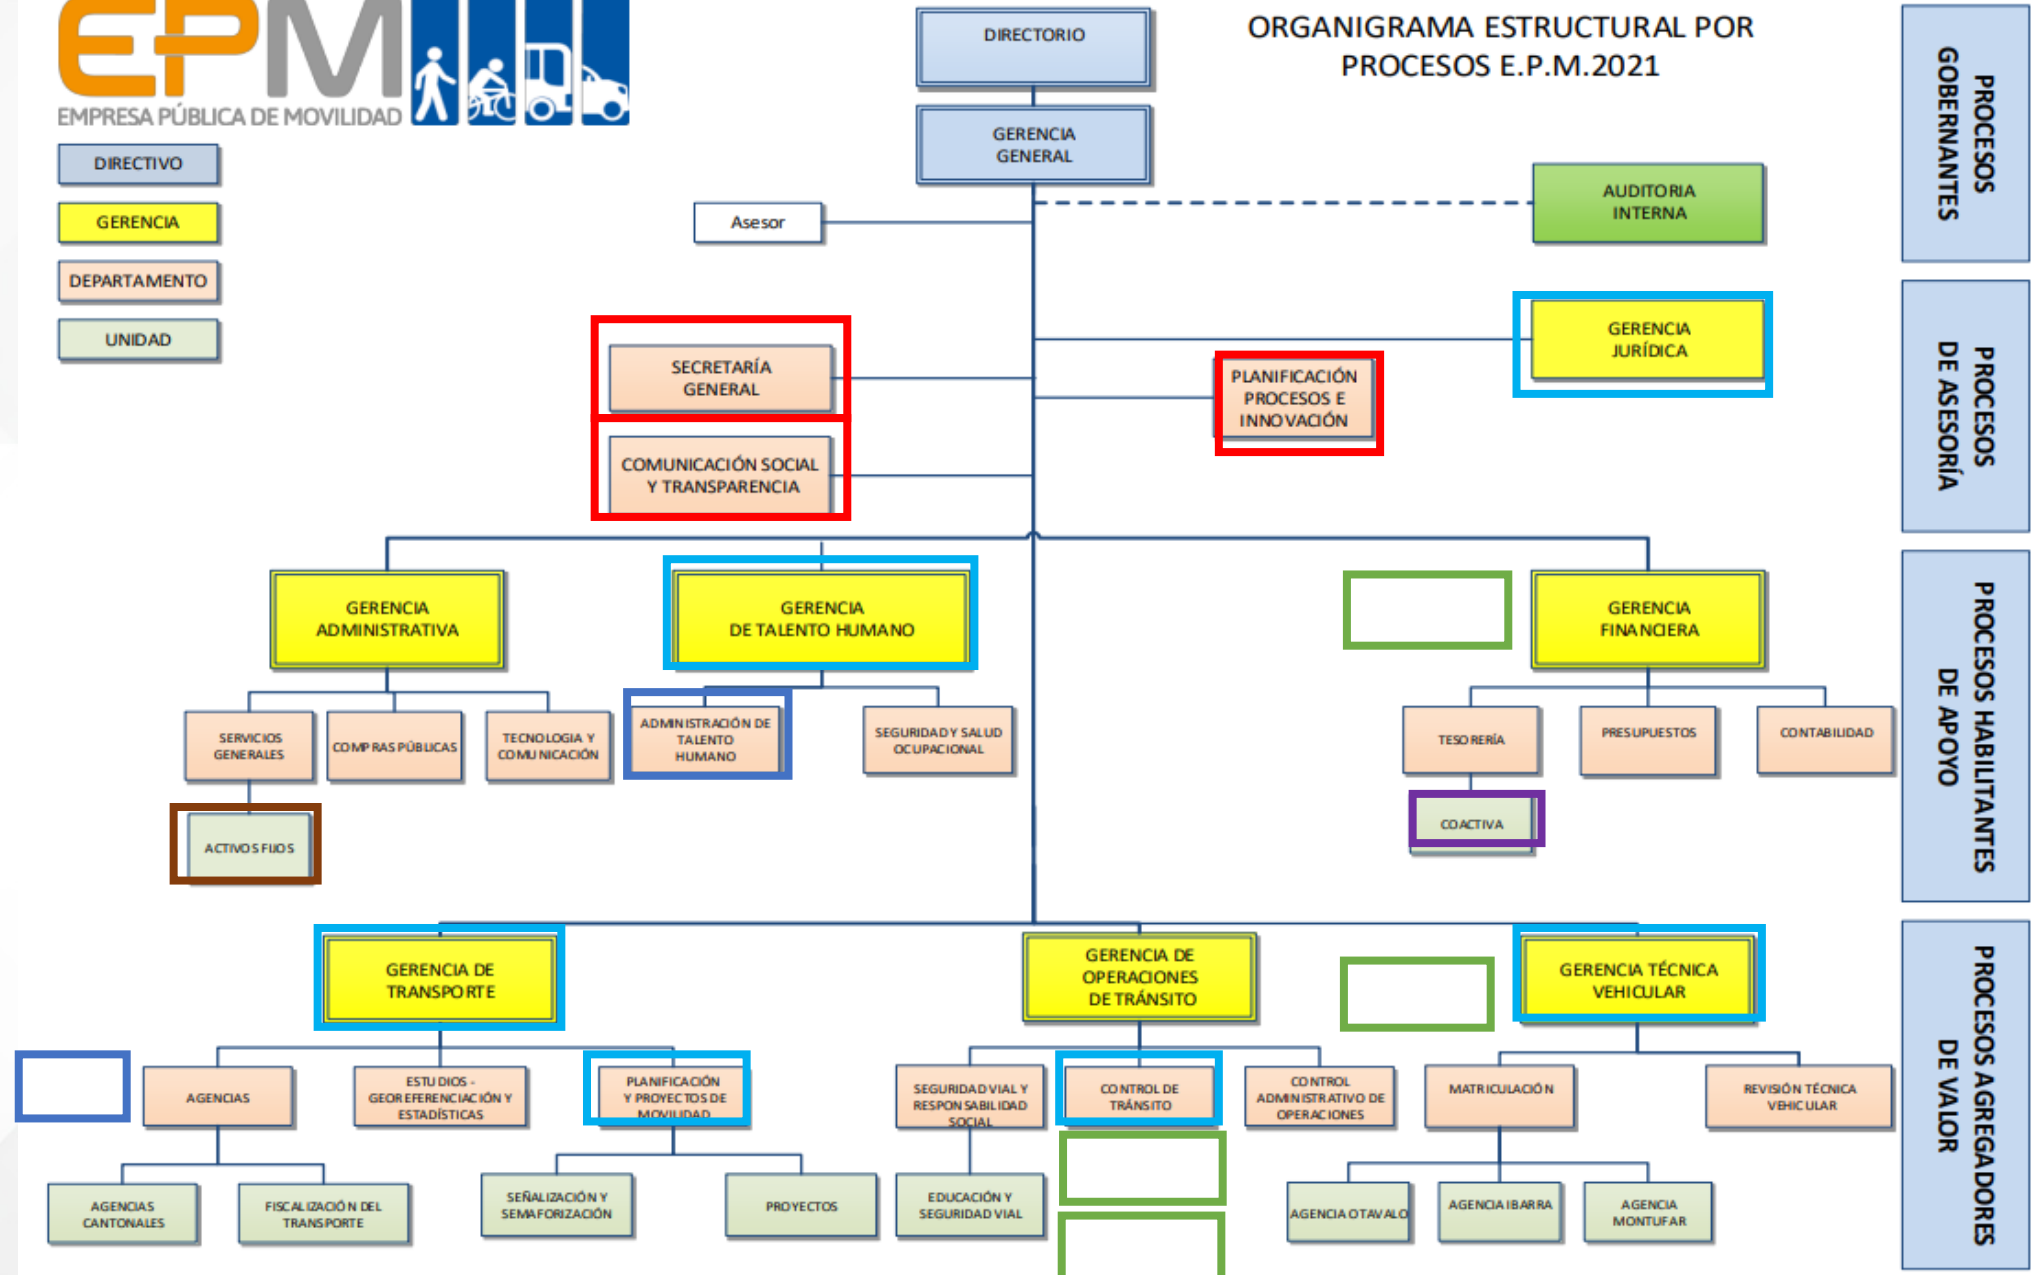 EPM
EMPRESA PÚBLICA DE MOVILIDAD
ORGANIGRAMA ESTRUCTURAL POR
PROCESOS E.P.M.2021
DIRECTIVO
GERENCIA
DEPARTAMENTO
UNIDAD
DIRECTORIO
GERENCIA
GENERAL
Asesor
AUDITORIA
INTERNA
PROCESOS
GOBERNANTES
GERENCIA
JURÍDICA
SECRETARÍA
GENERAL
PLANIFICACIÓN
PROCESOS E
INNOVACIÓN
COMUNICACIÓN SOCIAL
Y TRANSPARENCIA
PROCESOS
DE ASESORÍA
GERENCIA
ADMINISTRATIVA
GERENCIA
DE TALENTO HUMANO
GERENCIA
FINANCIERA
SERVICIOS
GENERALES
COMPRAS PÚBLICAS
TECNOLOGIA Y
COMUNICACIÓN
ADMINISTRACIÓN DE
TALENTO
HUMANO
SEGURIDAD Y SALUD
OCUPACIONAL
TESORERÍA
PRESUPUESTOS
CONTABILIDAD
ACTIVOS FIJOS
COACTIVA
PROCESOS HABILITANTES
DE APOYO
GERENCIA DE
TRANSPORTE
GERENCIA DE
OPERACIONES
DE TRÁNSITO
GERENCIA TÉCNICA
VEHICULAR
AGENCIAS
ESTUDIOS -
GEOREFERENCIACIÓN Y
ESTADÍSTICAS
PLANIFICACIÓN
Y PROYECTOS DE
MOVILIDAD
SEGURIDAD VIAL Y
RESPONSABILIDAD
SOCIAL
CONTROL DE
TRÁNSITO
CONTROL
ADMINISTRATIVO DE
OPERACIONES
MATRICULACIÓN
REVISIÓN TÉCNICA
VEHICULAR
AGENCIAS
CANTONALES
FISCALIZACIÓN DEL
TRANSPORTE
SEÑALIZACIÓN Y
SEMAFORIZACIÓN
PROYECTOS
EDUCACIÓN Y
SEGURIDAD VIAL
AGENCIA OTAVALO
AGENCIA IBARRA
AGENCIA
MONTUFAR
PROCESOS AGREGADORES
DE VALOR